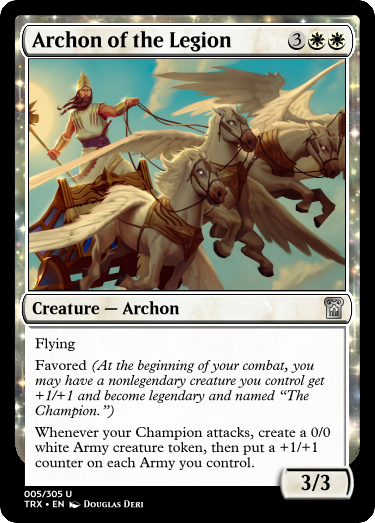 Archon of the Legion 3
Creature — Archon
Flying
Favored (At the beginning of your combat, you
may have a nonlegendary creature you control get
+1/+1 and become legendary and named “The
Champion.”)
Whenever your Champion attacks, create a 0/0
white Army creature token, then put a +1/+1
counter on each Army you control.
3/3
005/305 U
TRX • EN Douglas Deri